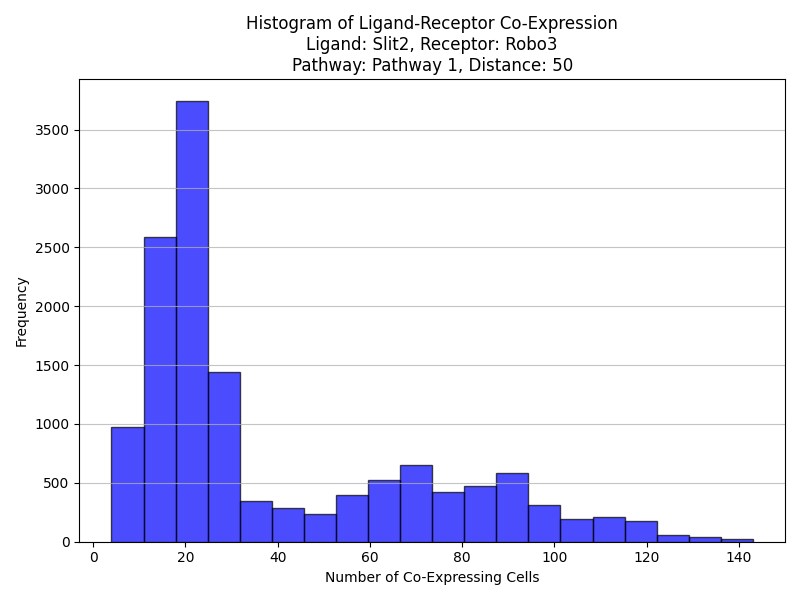 Histogram of Ligand-Receptor Co-Expression
Ligand: Slit2, Receptor: Robo3
Pathway: Pathway 1, Distance: 50
Frequency
3500
3000
2500
2000
1500
1000
500
0
0 20 40 60 80 100 120 140
Number of Co-Expressing Cells